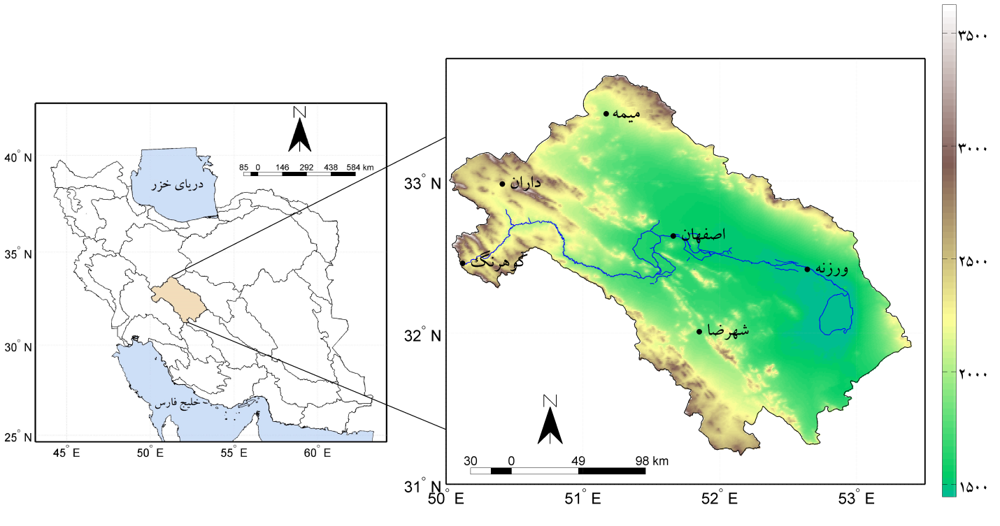 N
85 0 146 292 438 584 km
40° N
35° N
30° N
25° N
45° E 50° E 55° E 60° E
دریای خزر
خلیج فارس
میمه
داران
گوهرنگ
اصفهان
ورزنه
شهرضا
N
30 0 49 98 km
33° N
32° N
31° N
50° E 51° E 52° E 53° E
۳۵۰۰
۳۰۰۰
۲۵۰۰
۲۰۰۰
۱۵۰۰